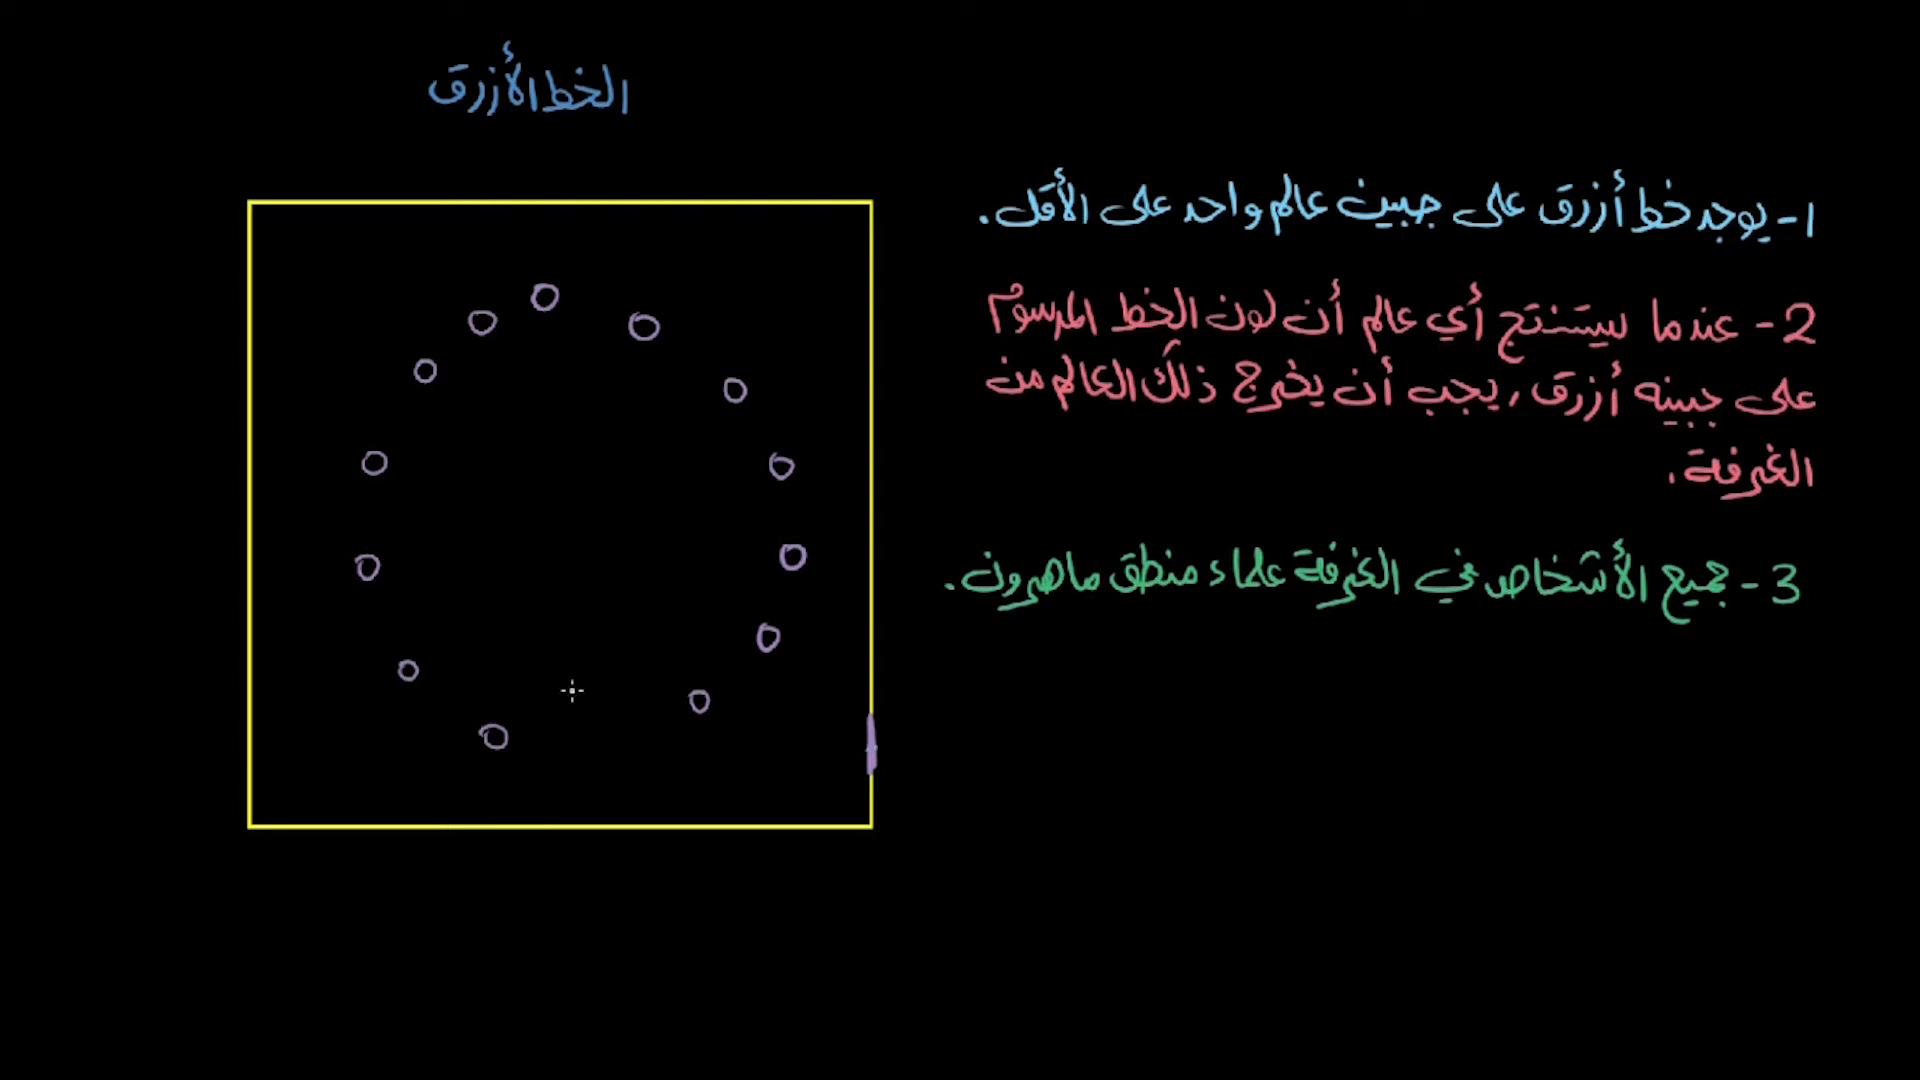 الخط الأزرق
1- يوجد خط أزرق على جبين عالم واحد على الأقل.
2- عندما يستنتج أي عالم أن لون الخط المرسوم
على جبينه أزرق, يجب أن يخرج ذلك العالم من
الغرفة.
3- جميع الأشخاص في الغرفة علماء منطق ماهرون.